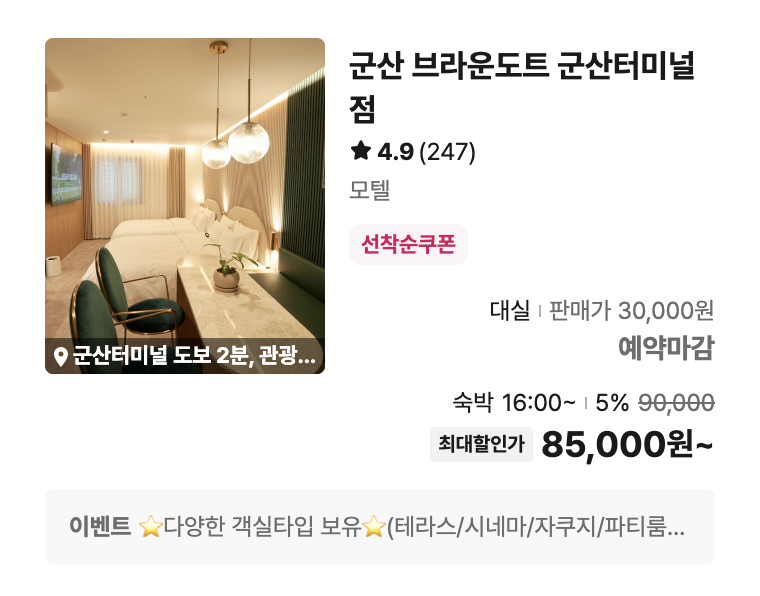 군산 브라운도트 군산터미널
점
4.9 (247)
모텔
선착순쿠폰
대실 | 판매가 30,000원
예약마감
숙박 16:00~ | 5% 90,000
최대할인가 85,000원~
군산터미널 도보 2분, 관광...
이벤트 ⭐다양한 객실타입 보유⭐(테라스/시네마/자쿠지/파티룸...